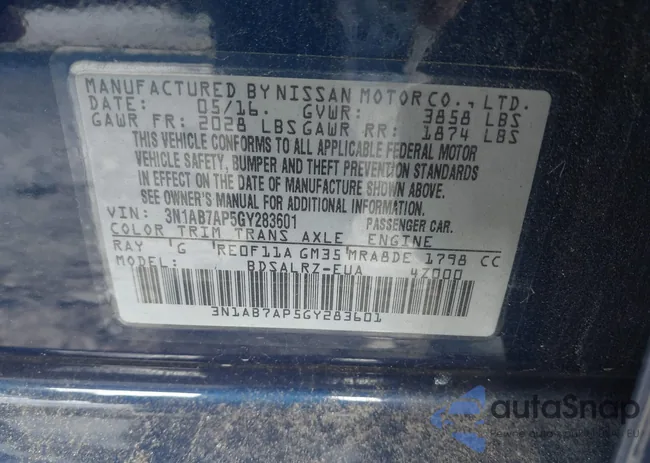 MANUFACTURED BY NISSAN MOTOR CO., LTD.
DATE: 05/16. GVWR: 3858 LBS
GAWR FR: 2028 LBS GAWR RR: 1874 LBS
THIS VEHICLE CONFORMS TO ALL APPLICABLE FEDERAL MOTOR
VEHICLE SAFETY, BUMPER AND THEFT PREVENTION STANDARDS
IN EFFECT ON THE DATE OF MANUFACTURE SHOWN ABOVE.
SEE OWNER'S MANUAL FOR ADDITIONAL INFORMATION.
VIN: 3N1AB7AP5GY283601 PASSENGER CAR.
COLOR TRIM TRANS AXLE ENGINE
RAY G RE0F11A GM35 MRA8DE 1798 CC
MODEL: BDSALRZ-EUA 4Z000
3N1AB7AP5GY283601
autoSnap